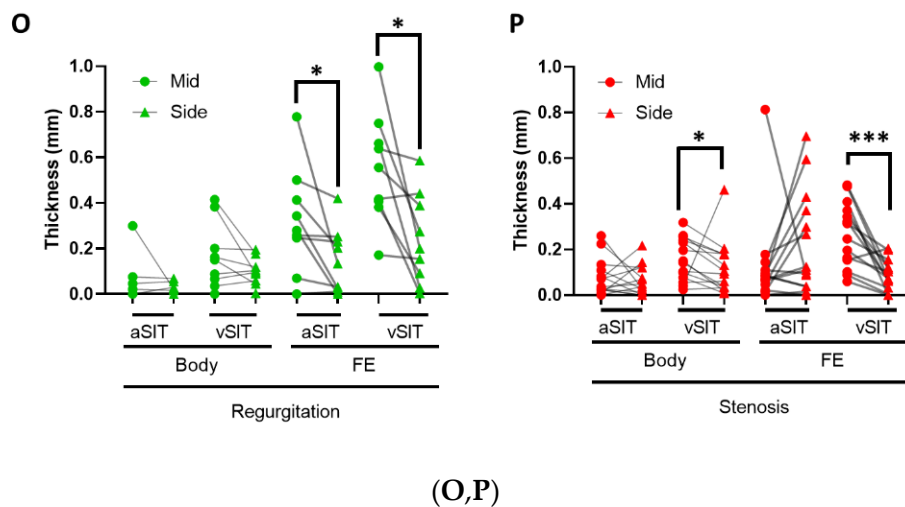 O
*
*
1.0
0.8
0.6
0.4
0.2
0.0
Thickness (mm)
Mid
Side
aSIT
vSIT
aSIT
vSIT
Body
FE
Regurgitation
P
*
***
1.0
0.8
0.6
0.4
0.2
0.0
Thickness (mm)
Mid
Side
aSIT
vSIT
aSIT
vSIT
Body
FE
Stenosis
(O,P)